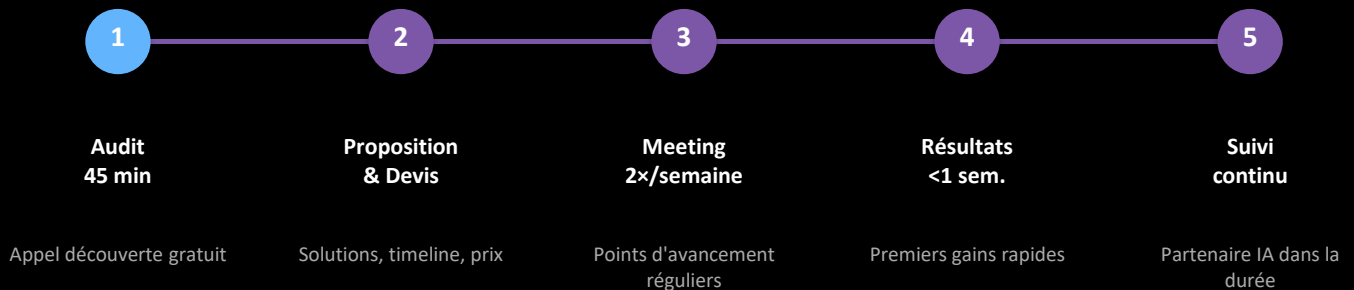 1
2
3
4
5
Audit
45 min
Proposition
& Devis
Meeting
2×/semaine
Résultats
<1 sem.
Suivi
continu
Appel découverte gratuit
Solutions, timeline, prix
Points d'avancement
réguliers
Premiers gains rapides
Partenaire IA dans la
durée